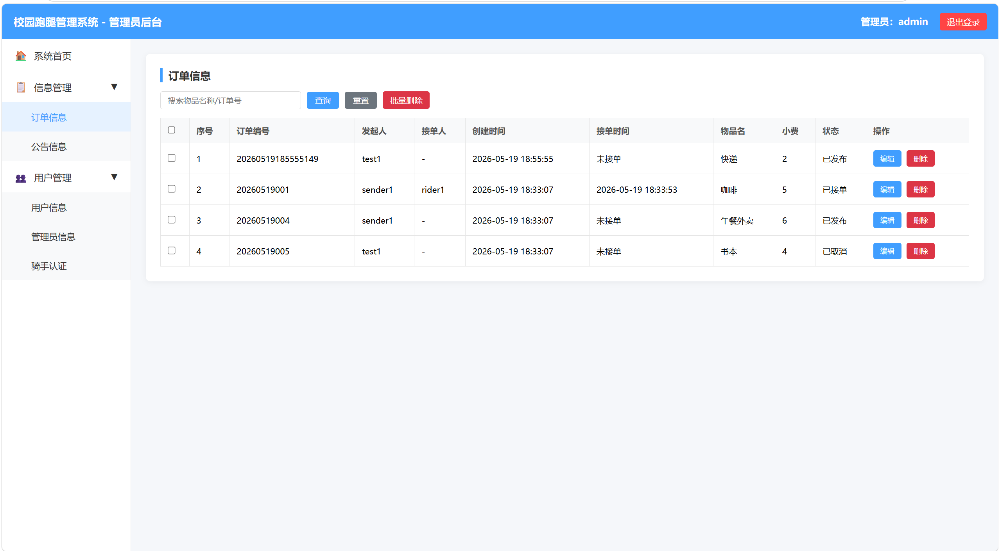 校园跑腿管理系统 - 管理员后台
管理员：admin 退出登录
系统首页
信息管理 ▼
订单信息
公告信息
用户管理 ▼
用户信息
管理员信息
骑手认证
订单信息
搜索物品名称/订单号 查询 重置 批量删除
序号 订单编号 发起人 接单人 创建时间 接单时间 物品名 小费 状态 操作
1 20260519185555149 test1 - 2026-05-19 18:55:55 未接单 快递 2 已发布 编辑 删除
2 20260519001 sender1 rider1 2026-05-19 18:33:07 2026-05-19 18:33:53 咖啡 5 已接单 编辑 删除
3 20260519004 sender1 - 2026-05-19 18:33:07 未接单 午餐外卖 6 已发布 编辑 删除
4 20260519005 test1 - 2026-05-19 18:33:07 未接单 书本 4 已取消 编辑 删除